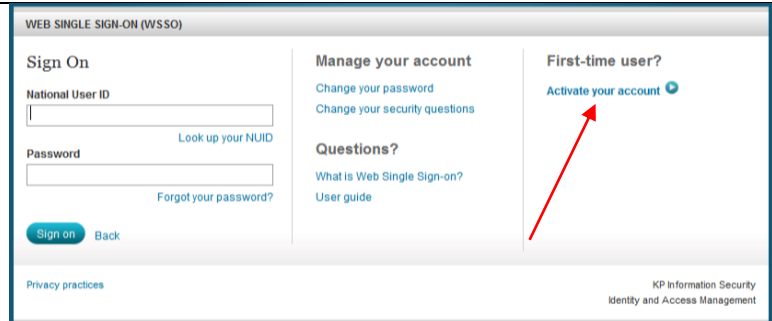 WEB SINGLE SIGN-ON (WSSO)
Sign On
National User ID
Look up your NUID
Password
Forgot your password?
Sign on Back
Manage your account
Change your password
Change your security questions
Questions?
What is Web Single Sign-on?
User guide
First-time user?
Activate your account
Privacy practices
KP Information Security
Identity and Access Management